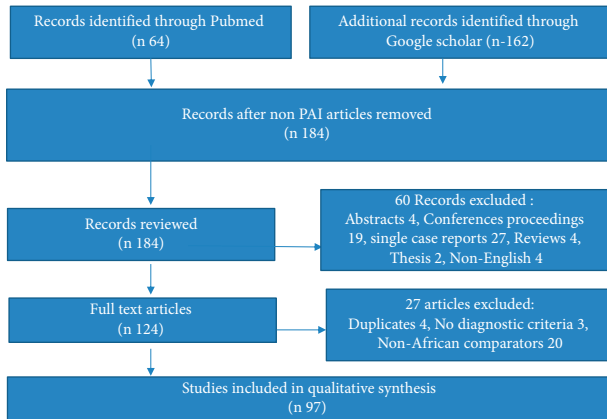 Records identified through Pubmed
(n 64)
Additional records identified through
Google scholar (n-162)
Records after non PAI articles removed
(n 184)
Records reviewed
(n 184)
60 Records excluded :
Abstracts 4, Conferences proceedings
19, single case reports 27, Reviews 4,
Thesis 2, Non-English 4
Full text articles
(n 124)
27 articles excluded:
Duplicates 4, No diagnostic criteria 3,
Non-African comparators 20
Studies included in qualitative synthesis
(n 97)